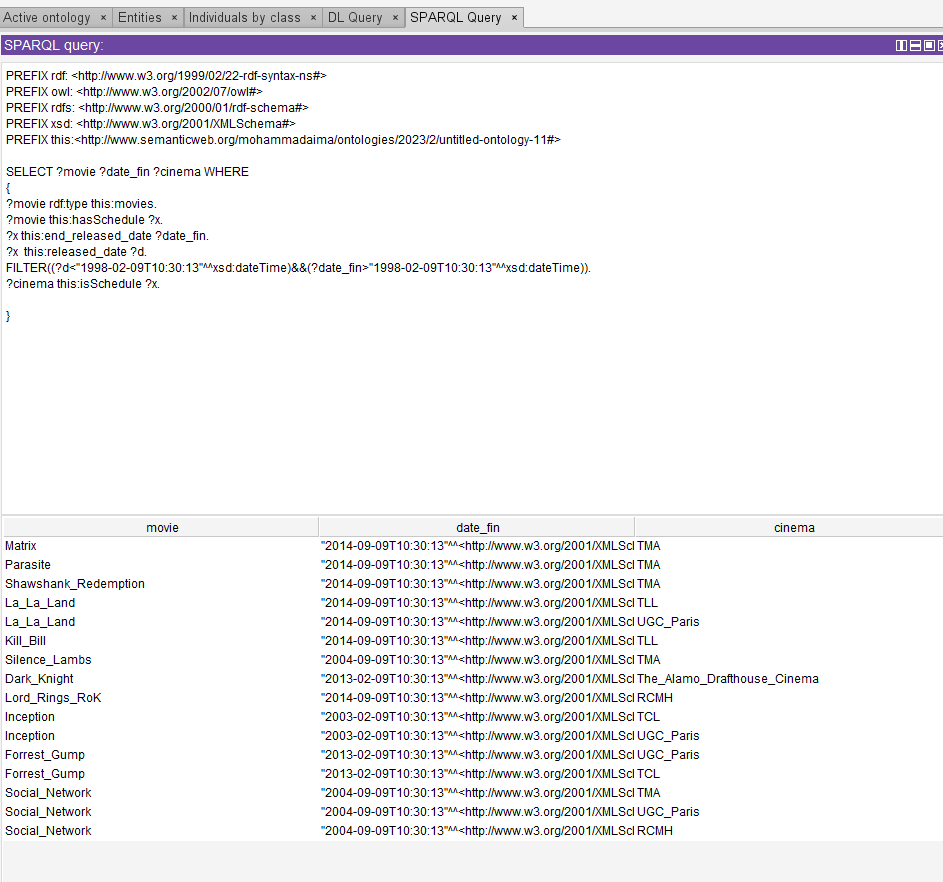 Active ontology × Entities × Individuals by class × DL Query × SPARQL Query ×
SPARQL query:
PREFIX rdf: <http://www.w3.org/1999/02/22-rdf-syntax-ns#>
PREFIX owl: <http://www.w3.org/2002/07/owl#>
PREFIX rdfs: <http://www.w3.org/2000/01/rdf-schema#>
PREFIX xsd: <http://www.w3.org/2001/XMLSchema#>
PREFIX this:<http://www.semanticweb.org/mohammadaima/ontologies/2023/2/untitled-ontology-11#>
SELECT ?movie ?date_fin ?cinema WHERE
{
?movie rdf:type this:movies.
?movie this:hasSchedule ?x.
?x this:end_released_date ?date_fin.
?x  this:released_date ?d.
FILTER((?d<"1998-02-09T10:30:13"^^xsd:dateTime)&&(?date_fin>"1998-02-09T10:30:13"^^xsd:dateTime)).
?cinema this:isSchedule ?x.
}
movie date_fin cinema
Matrix "2014-09-09T10:30:13"^^<http://www.w3.org/2001/XMLScl TMA
Parasite "2014-09-09T10:30:13"^^<http://www.w3.org/2001/XMLScl TMA
Shawshank_Redemption "2014-09-09T10:30:13"^^<http://www.w3.org/2001/XMLScl TMA
La_La_Land "2014-09-09T10:30:13"^^<http://www.w3.org/2001/XMLScl TLL
La_La_Land "2014-09-09T10:30:13"^^<http://www.w3.org/2001/XMLScl UGC_Paris
Kill_Bill "2014-09-09T10:30:13"^^<http://www.w3.org/2001/XMLScl TLL
Silence_Lambs "2004-09-09T10:30:13"^^<http://www.w3.org/2001/XMLScl TMA
Dark_Knight "2013-02-09T10:30:13"^^<http://www.w3.org/2001/XMLScl The_Alamo_Drafthouse_Cinema
Lord_Rings_RoK "2014-09-09T10:30:13"^^<http://www.w3.org/2001/XMLScl RCMH
Inception "2003-02-09T10:30:13"^^<http://www.w3.org/2001/XMLScl TCL
Inception "2003-02-09T10:30:13"^^<http://www.w3.org/2001/XMLScl UGC_Paris
Forrest_Gump "2013-02-09T10:30:13"^^<http://www.w3.org/2001/XMLScl UGC_Paris
Forrest_Gump "2013-02-09T10:30:13"^^<http://www.w3.org/2001/XMLScl TCL
Social_Network "2004-09-09T10:30:13"^^<http://www.w3.org/2001/XMLScl TMA
Social_Network "2004-09-09T10:30:13"^^<http://www.w3.org/2001/XMLScl UGC_Paris
Social_Network "2004-09-09T10:30:13"^^<http://www.w3.org/2001/XMLScl RCMH